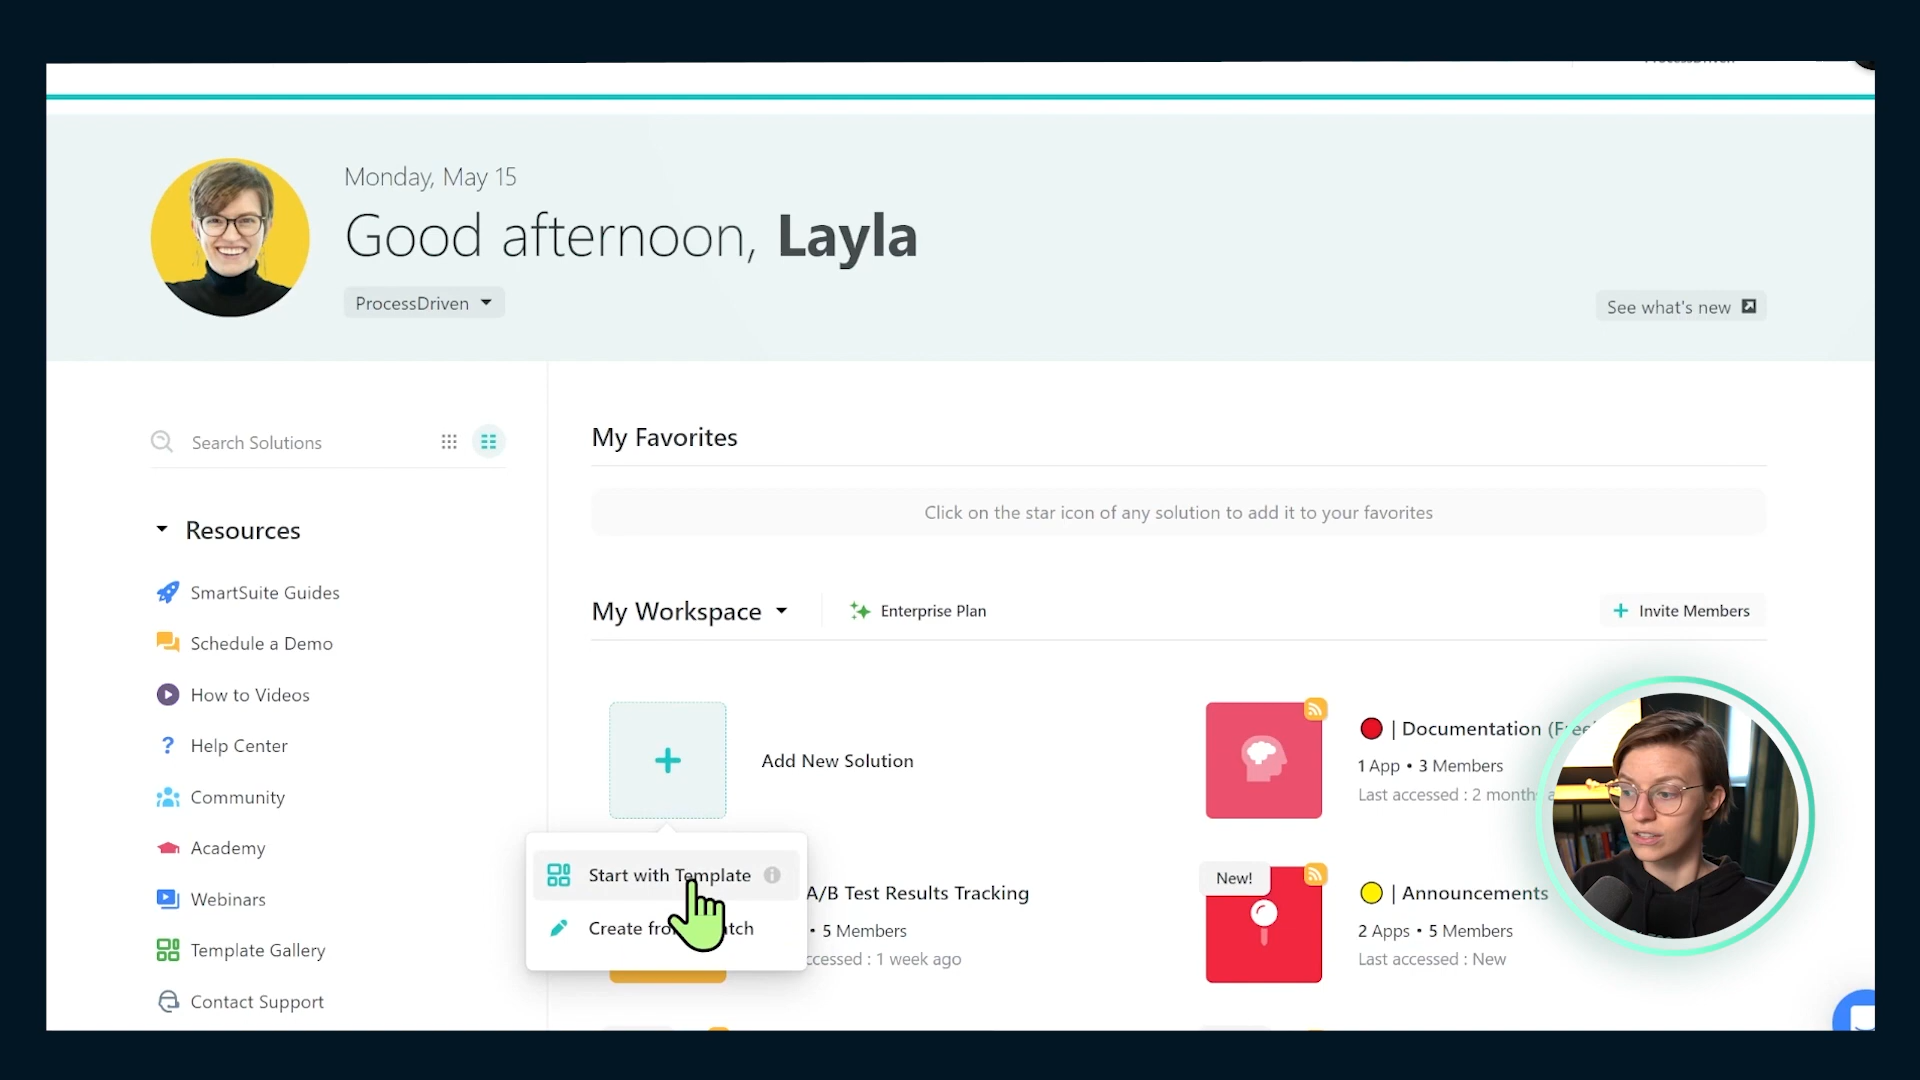 Monday, May 15
Good afternoon, Layla
ProcessDriven
See what's new
Search Solutions
Resources
SmartSuite Guides
Schedule a Demo
How to Videos
Help Center
Community
Academy
Webinars
Template Gallery
Contact Support
My Favorites
Click on the star icon of any solution to add it to your favorites
My Workspace
Enterprise Plan
+ Invite Members
Add New Solution
Start with Template
Create
| Documentation
1 App • 3 Members
Last accessed : 2 months
A/B Test Results Tracking
• 5 Members
: 1 week ago
New!
| Announcements
2 Apps • 5 Members
Last accessed : New